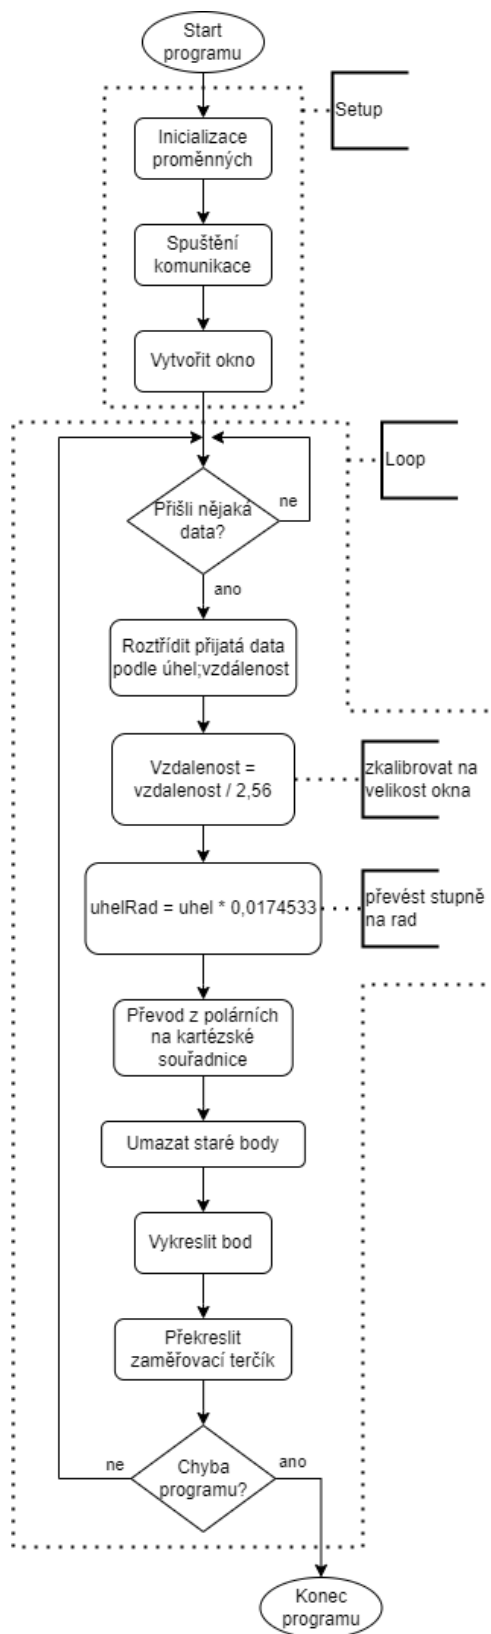 Start
programu
Setup
Inicializace
proměnných
Spuštění
komunikace
Vytvořit okno
Loop
Přišli nějaká
data?
ne
ano
Roztřídit přijatá data
podle úhel;vzdálenost
Vzdalenost =
vzdalenost / 2,56
zkalibrovat na
velikost okna
uhelRad = uhel * 0,0174533
převést stupně
na rad
Převod z polárních
na kartézské
souřadnice
Umazat staré body
Vykreslit bod
Překreslit
zaměřovací terčík
Chyba
programu?
ne
ano
Konec
programu